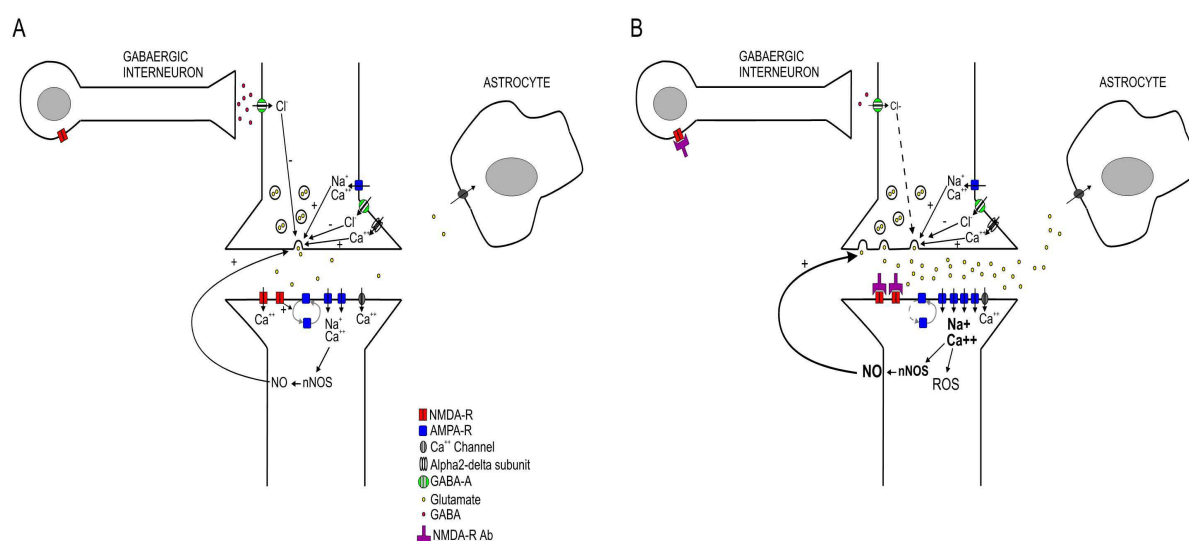 A
GABAERGIC
INTERNEURON
Cl-
-
ASTROCYTE
Na+
Ca++
+
Cl-
-
Ca++
+
+
+
Ca++
Na+
Ca++
Ca++
NO
nNOS
NMDA-R
AMPA-R
Ca++ Channel
Alpha2-delta subunit
GABA-A
Glutamate
GABA
NMDA-R Ab
B
GABAERGIC
INTERNEURON
Cl-
ASTROCYTE
Na+
Ca++
+
Cl-
-
Ca++
+
+
Ca++
Na+
Ca++
NO
nNOS
ROS